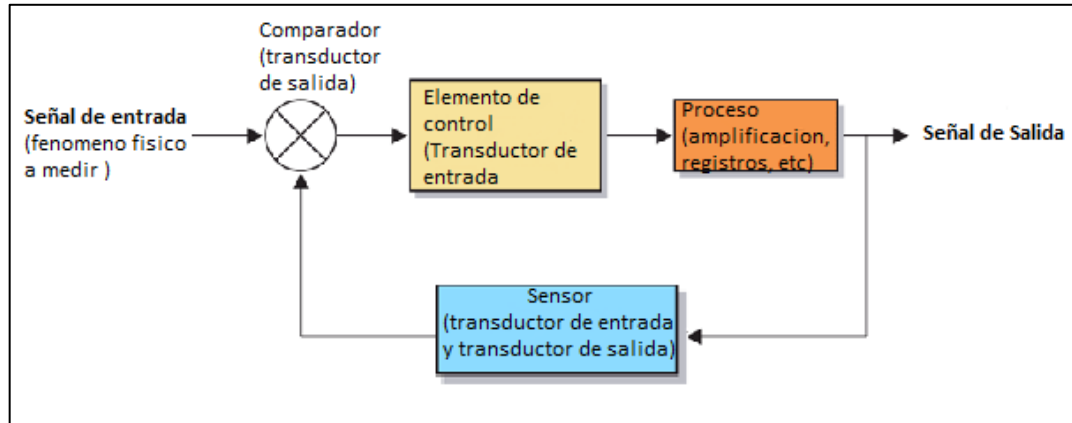 Comparador
(transductor
de salida)
Señal de entrada
(fenomeno fisico
a medir )
Elemento de
control
(Transductor de
entrada
Proceso
(amplificacion,
registros, etc)
Señal de Salida
Sensor
(transductor de entrada
y transductor de salida)